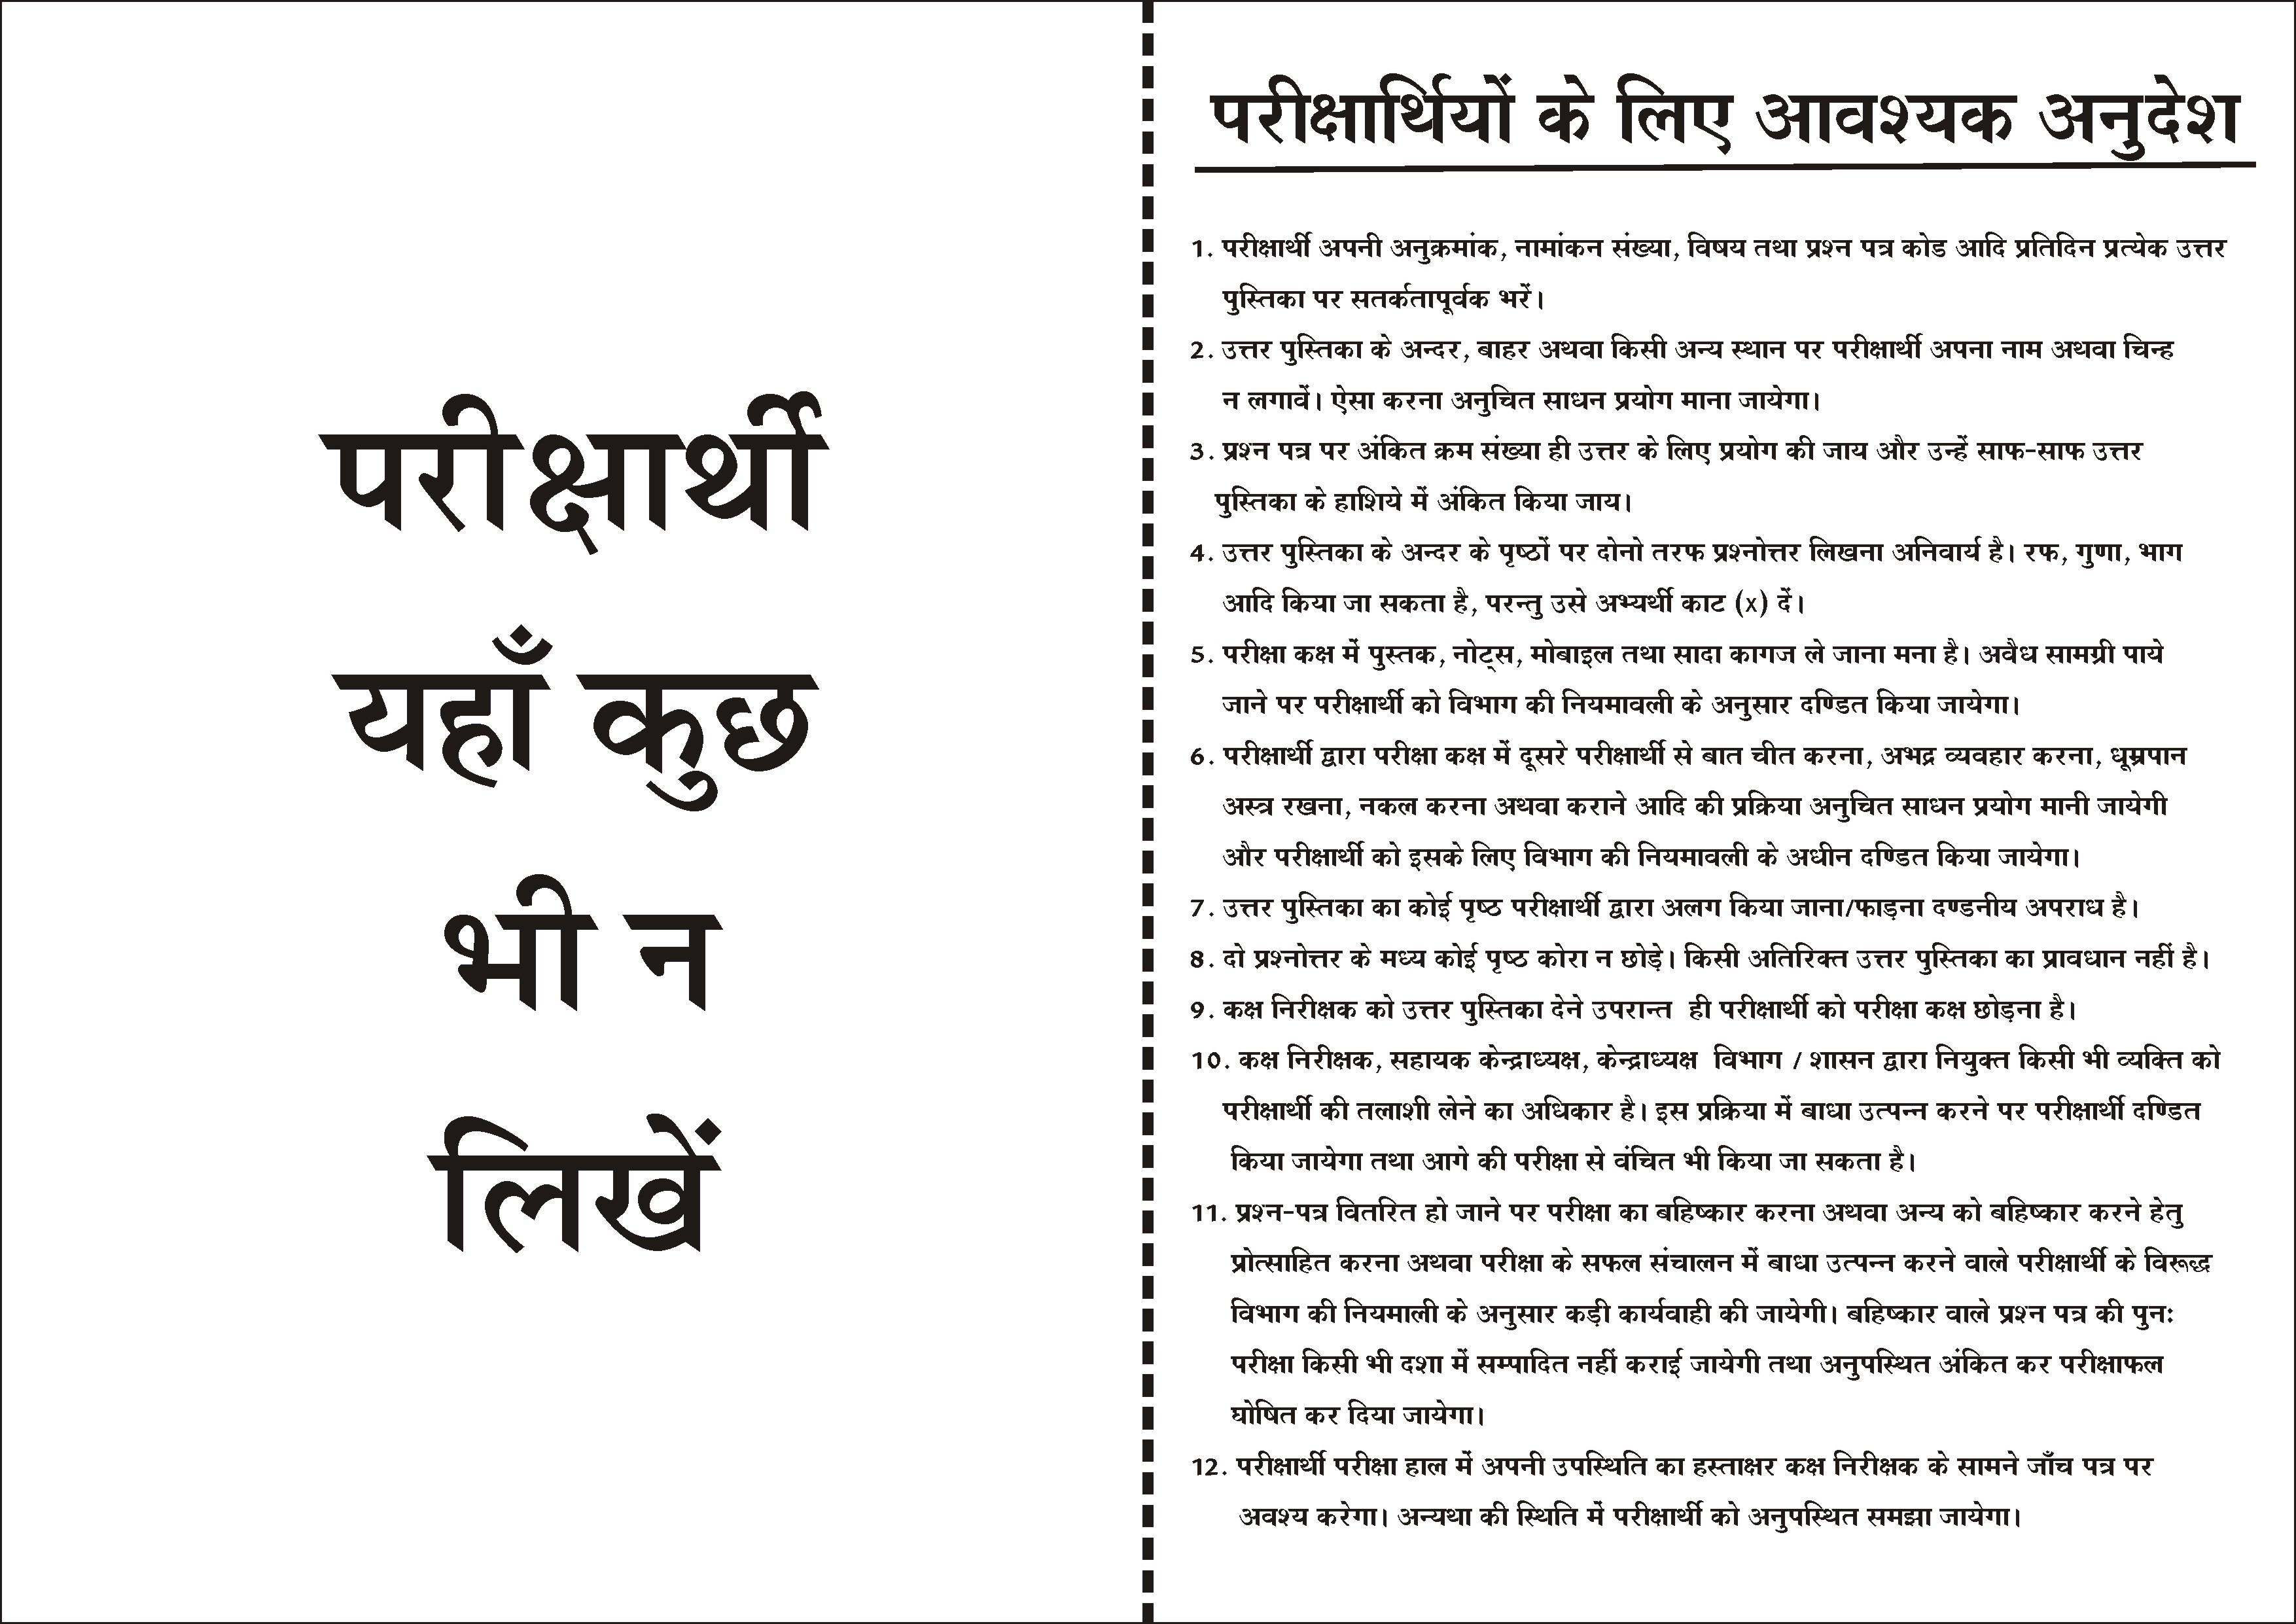 परीक्षार्थी
यहाँ कुछ
भी न
लिखें
परीक्षार्थियों के लिए आवश्यक अनुदेश
1. परीक्षार्थी अपनी अनुक्रमांक, नामांकन संख्या, विषय तथा प्रश्न पत्र कोड आदि प्रतिदिन प्रत्येक उत्तर
पुस्तिका पर सतर्कतापूर्वक भरें।
2. उत्तर पुस्तिका के अन्दर, बाहर अथवा किसी अन्य स्थान पर परीक्षार्थी अपना नाम अथवा चिन्ह
न लगावें। ऐसा करना अनुचित साधन प्रयोग माना जायेगा।
3. प्रश्न पत्र पर अंकित क्रम संख्या ही उत्तर के लिए प्रयोग की जाय और उन्हें साफ-साफ उत्तर
पुस्तिका के हाशिये में अंकित किया जाय।
4. उत्तर पुस्तिका के अन्दर के पृष्ठों पर दोनो तरफ प्रश्नोत्तर लिखना अनिवार्य है। रफ, गुणा, भाग
आदि किया जा सकता है, परन्तु उसे अभ्यर्थी काट (x) दें।
5. परीक्षा कक्ष में पुस्तक, नोट्स, मोबाइल तथा सादा कागज ले जाना मना है। अवैध सामग्री पाये
जाने पर परीक्षार्थी को विभाग की नियमावली के अनुसार दण्डित किया जायेगा।
6. परीक्षार्थी द्वारा परीक्षा कक्ष में दूसरे परीक्षार्थी से बात चीत करना, अभद्र व्यवहार करना, धूम्रपान
अस्त्र रखना, नकल करना अथवा कराने आदि की प्रक्रिया अनुचित साधन प्रयोग मानी जायेगी
और परीक्षार्थी को इसके लिए विभाग की नियमावली के अधीन दण्डित किया जायेगा।
7. उत्तर पुस्तिका का कोई पृष्ठ परीक्षार्थी द्वारा अलग किया जाना/फाड़ना दण्डनीय अपराध है।
8. दो प्रश्नोत्तर के मध्य कोई पृष्ठ कोरा न छोड़े। किसी अतिरिक्त उत्तर पुस्तिका का प्रावधान नहीं है।
9. कक्ष निरीक्षक को उत्तर पुस्तिका देने उपरान्त ही परीक्षार्थी को परीक्षा कक्ष छोड़ना है।
10. कक्ष निरीक्षक, सहायक केन्द्राध्यक्ष, केन्द्राध्यक्ष विभाग / शासन द्वारा नियुक्त किसी भी व्यक्ति को
परीक्षार्थी की तलाशी लेने का अधिकार है। इस प्रक्रिया में बाधा उत्पन्न करने पर परीक्षार्थी दण्डित
किया जायेगा तथा आगे की परीक्षा से वंचित भी किया जा सकता है।
11. प्रश्न-पत्र वितरित हो जाने पर परीक्षा का बहिष्कार करना अथवा अन्य को बहिष्कार करने हेतु
प्रोत्साहित करना अथवा परीक्षा के सफल संचालन में बाधा उत्पन्न करने वाले परीक्षार्थी के विरूद्ध
विभाग की नियमाली के अनुसार कड़ी कार्यवाही की जायेगी। बहिष्कार वाले प्रश्न पत्र की पुनः
परीक्षा किसी भी दशा में सम्पादित नहीं कराई जायेगी तथा अनुपस्थित अंकित कर परीक्षाफल
घोषित कर दिया जायेगा।
12. परीक्षार्थी परीक्षा हाल में अपनी उपस्थिति का हस्ताक्षर कक्ष निरीक्षक के सामने जाँच पत्र पर
अवश्य करेगा। अन्यथा की स्थिति में परीक्षार्थी को अनुपस्थित समझा जायेगा।